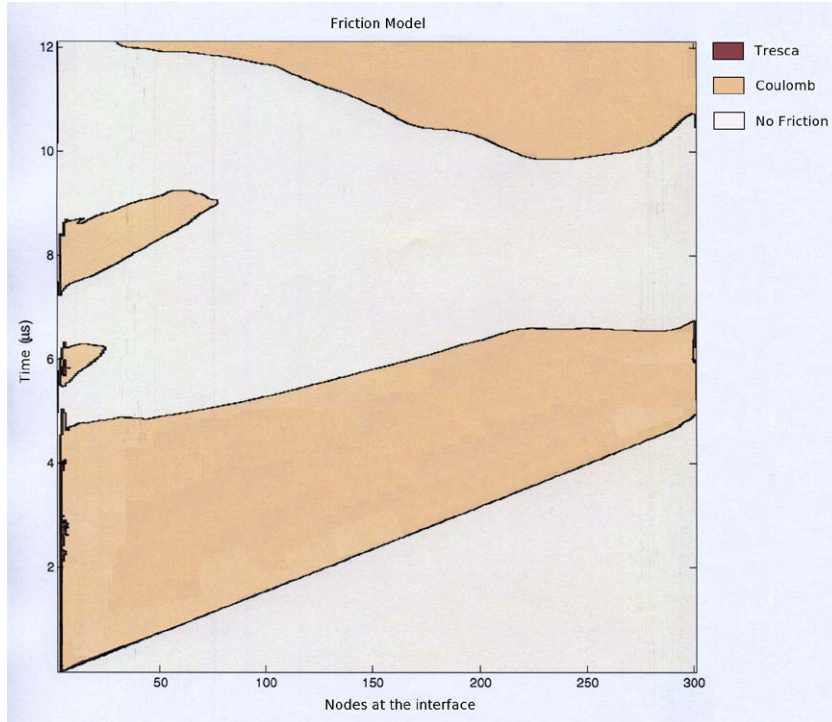 Friction Model
Tresca
Coulomb
No Friction
12
10
8
6
4
2
Time (µs)
50
100
150
200
250
300
Nodes at the interface